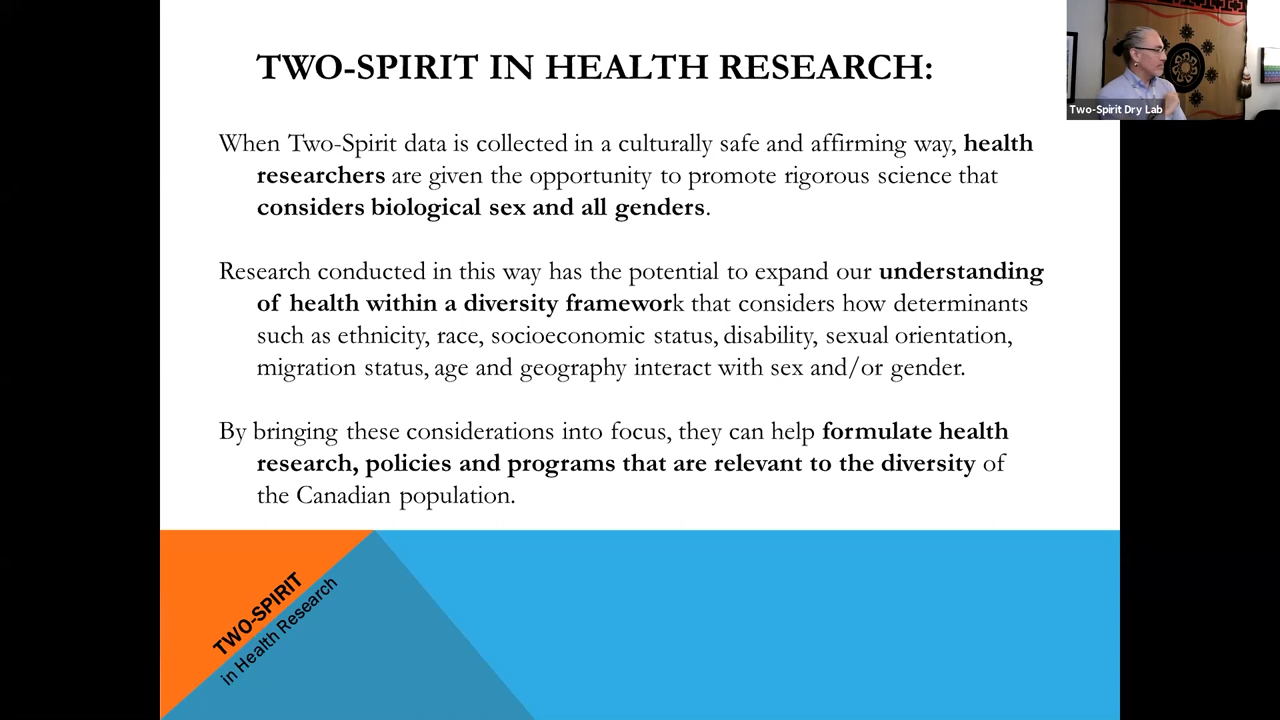 TWO-SPIRIT IN HEALTH RESEARCH:
When Two-Spirit data is collected in a culturally safe and affirming way, health
researchers are given the opportunity to promote rigorous science that
considers biological sex and all genders.
Research conducted in this way has the potential to expand our understanding
of health within a diversity framework that considers how determinants
such as ethnicity, race, socioeconomic status, disability, sexual orientation,
migration status, age and geography interact with sex and/or gender.
By bringing these considerations into focus, they can help formulate health
research, policies and programs that are relevant to the diversity of
the Canadian population.
TWO-SPIRIT
in Health Research
Two-Spirit Dry Lab